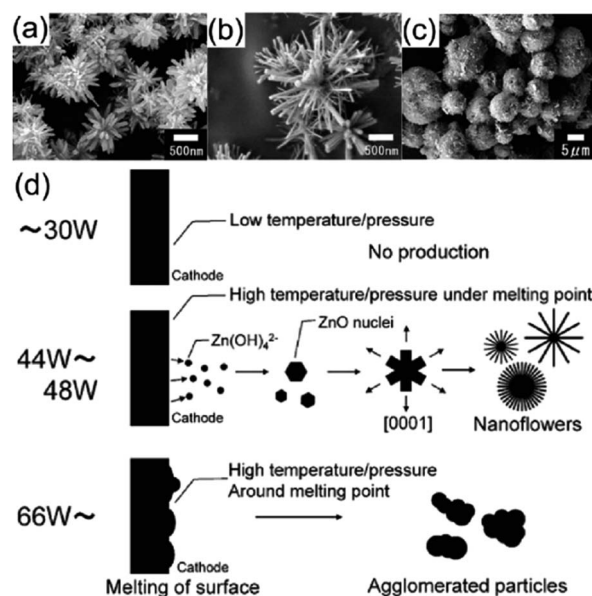 (a)
(b)
(c)
500nm
500nm
5μm
(d)
~30W
Low temperature/pressure
No production
Cathode
High temperature/pressure under melting point
Zn(OH)₄²⁻
ZnO nuclei
44W~
48W
Cathode
[0001]
Nanoflowers
66W~
High temperature/pressure
Around melting point
Cathode
Melting of surface
Agglomerated particles